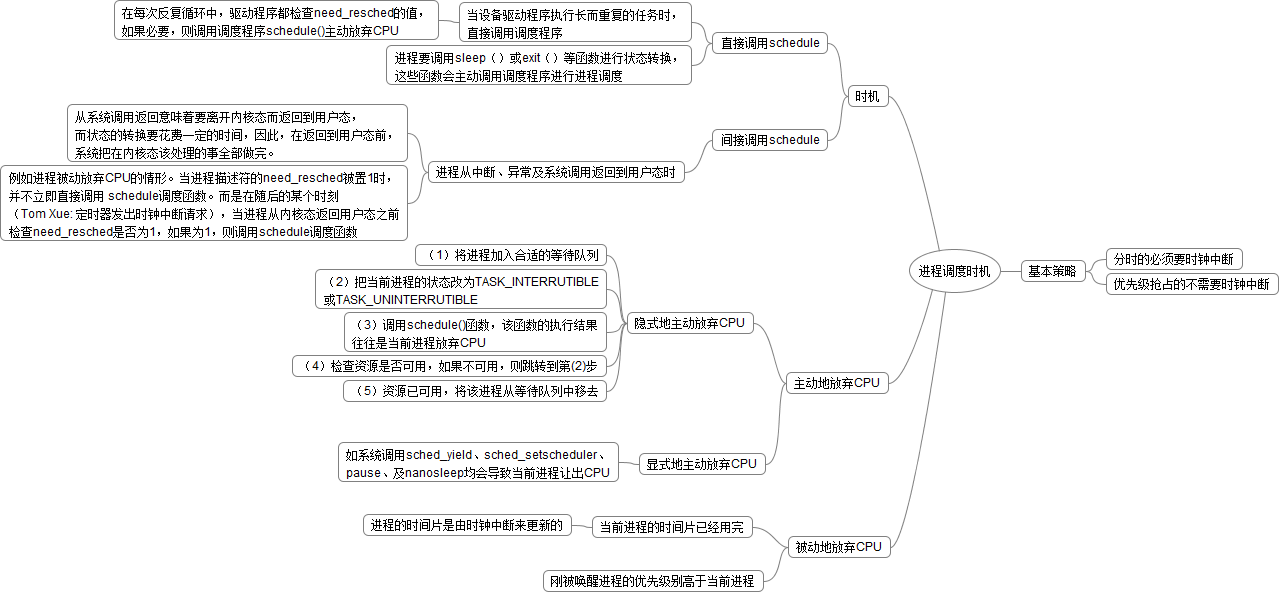 在每次反复循环中，驱动程序都检查need_resched的值，
如果必要，则调用调度程序schedule()主动放弃CPU
当设备驱动程序执行长而重复的任务时，
直接调用调度程序
进程要调用sleep（）或exit（）等函数进行状态转换，
这些函数会主动调用调度程序进行进程调度
直接调用schedule
时机
从系统调用返回意味着要离开内核态而返回到用户态，
而状态的转换要花费一定的时间，因此，在返回到用户态前，
系统把在内核态该处理的事全部做完。
例如进程被动放弃CPU的情形。当进程描述符的need_resched被置1时，
并不立即直接调用 schedule调度函数。而是在随后的某个时刻
（Tom Xue: 定时器发出时钟中断请求），当进程从内核态返回用户态之前
检查need_resched是否为1，如果为1，则调用schedule调度函数
进程从中断、异常及系统调用返回到用户态时
间接调用schedule
（1）将进程加入合适的等待队列
（2）把当前进程的状态改为TASK_INTERRUTIBLE
或TASK_UNINTERRUTIBLE
（3）调用schedule()函数，该函数的执行结果
往往是当前进程放弃CPU
（4）检查资源是否可用，如果不可用，则跳转到第(2)步
（5）资源已可用，将该进程从等待队列中移去
隐式地主动放弃CPU
主动地放弃CPU
如系统调用sched_yield、sched_setscheduler、
pause、及nanosleep均会导致当前进程让出CPU
显式地主动放弃CPU
进程的时间片是由时钟中断来更新的
当前进程的时间片已经用完
刚被唤醒进程的优先级别高于当前进程
被动地放弃CPU
进程调度时机
基本策略
分时的必须要时钟中断
优先级抢占的不需要时钟中断